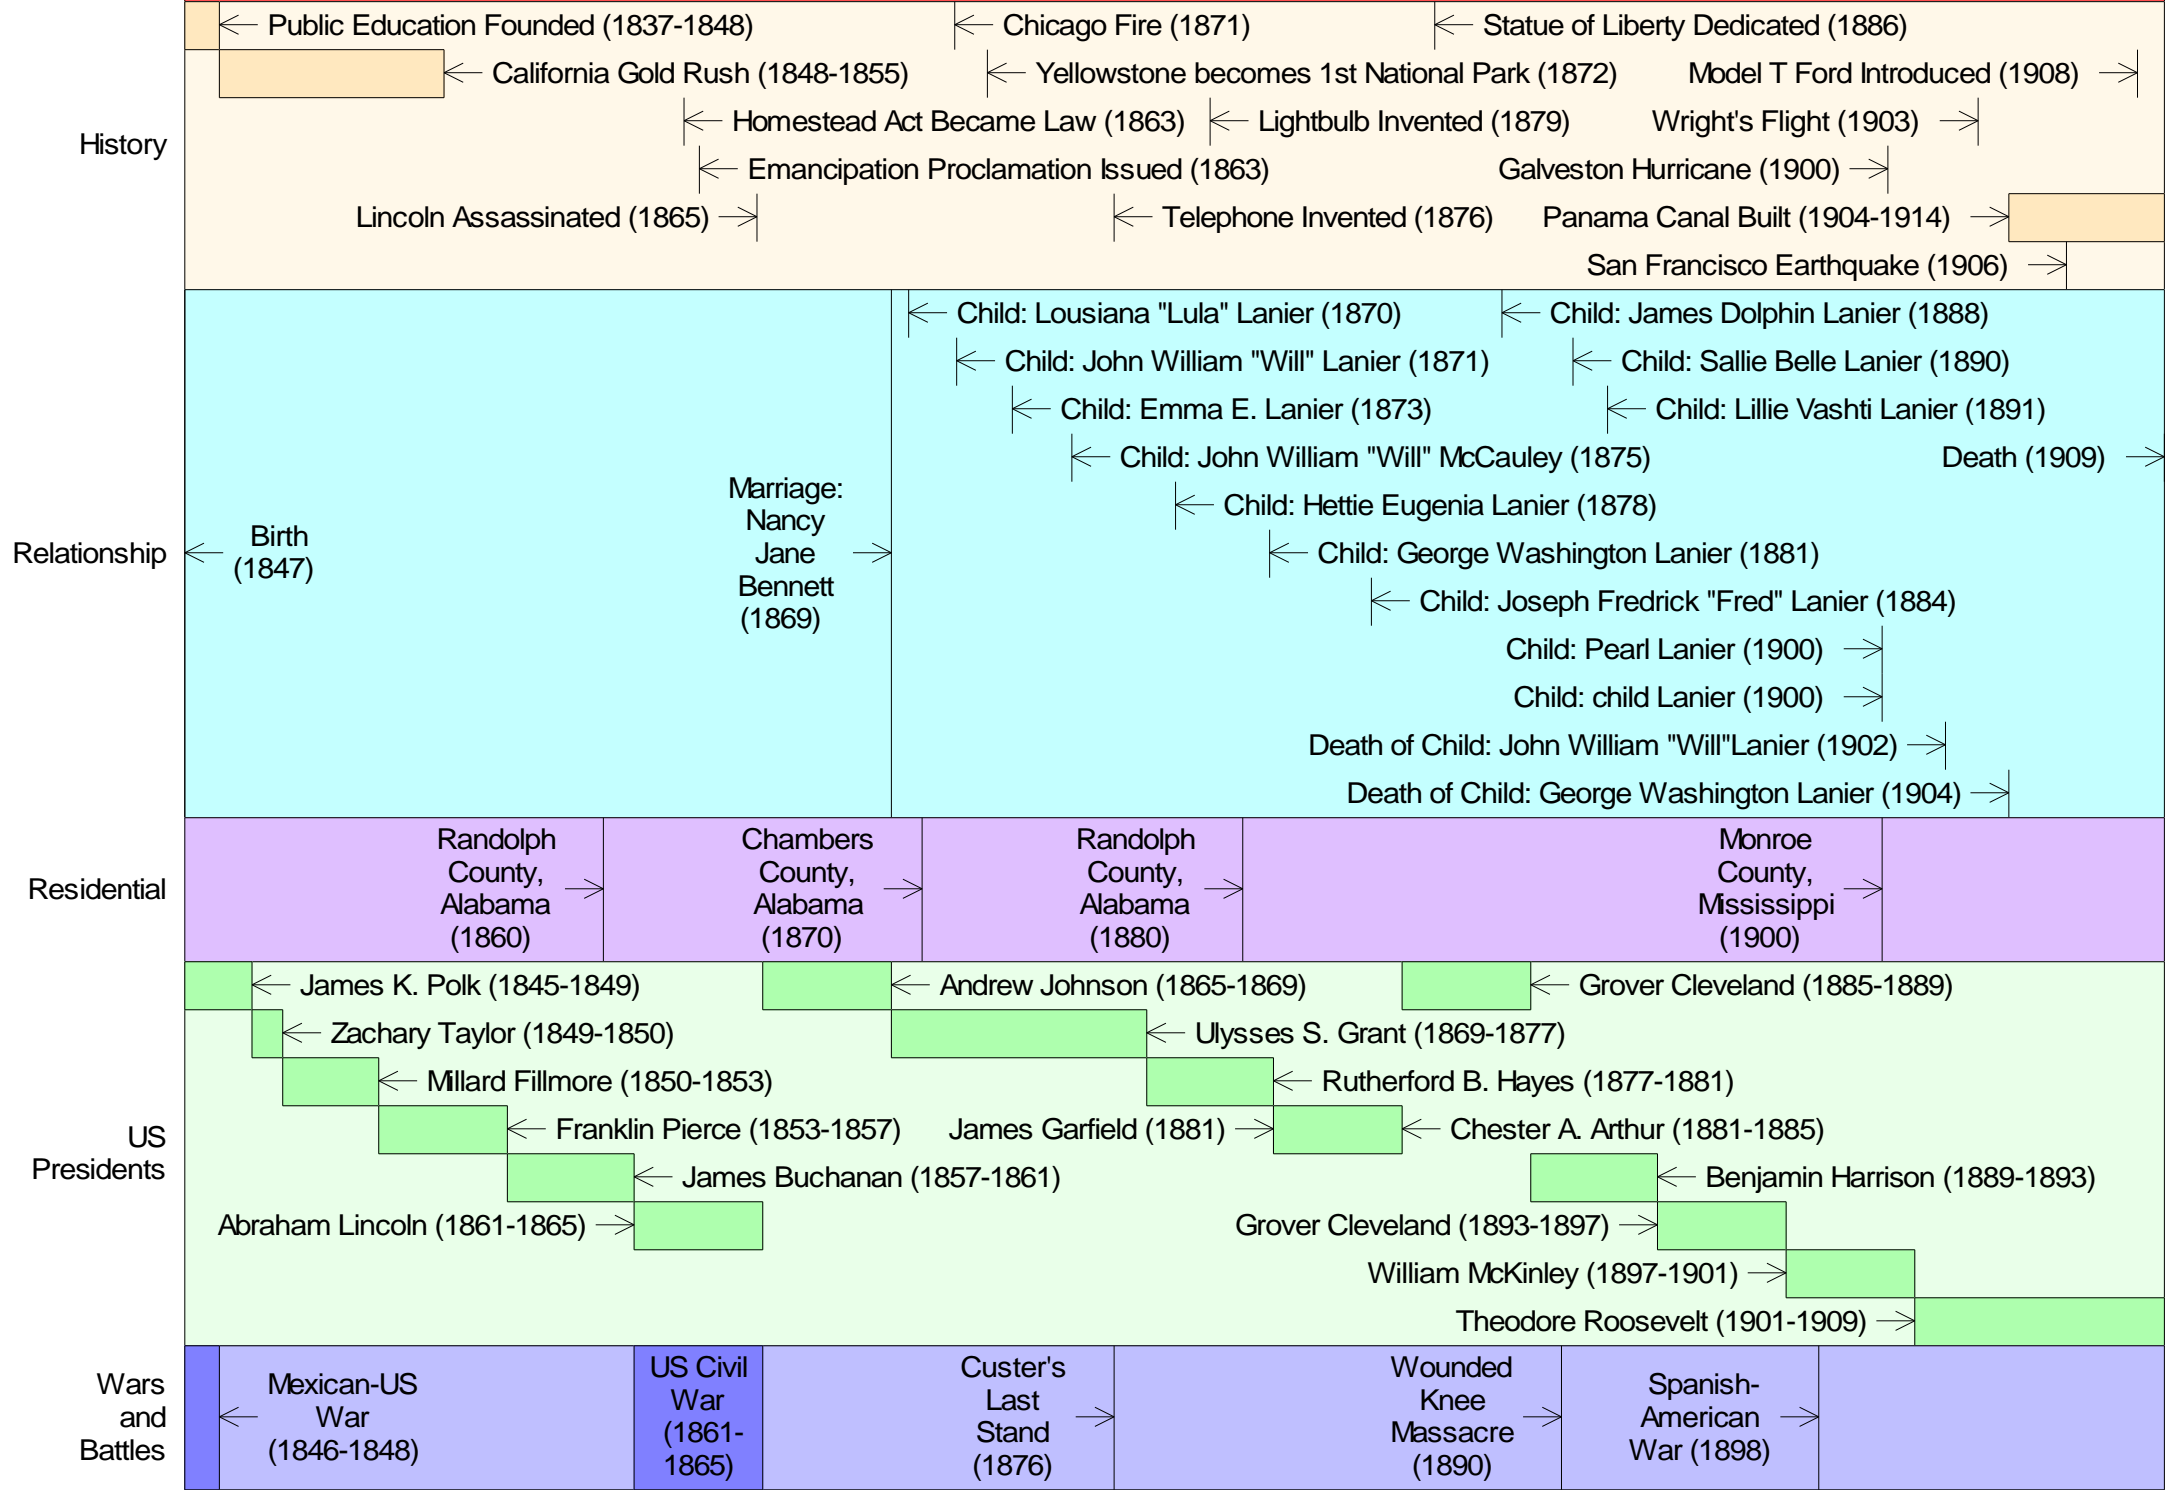 Public Education Founded (1837-1848)
Chicago Fire (1871)
Statue of Liberty Dedicated (1886)
California Gold Rush (1848-1855)
Yellowstone becomes 1st National Park (1872)
Model T Ford Introduced (1908)
History
Homestead Act Became Law (1863)
Lightbulb Invented (1879)
Wright's Flight (1903)
Emancipation Proclamation Issued (1863)
Galveston Hurricane (1900)
Lincoln Assassinated (1865)
Telephone Invented (1876)
Panama Canal Built (1904-1914)
San Francisco Earthquake (1906)
Relationship
Birth
(1847)
Marriage:
Nancy
Jane
Bennett
(1869)
Child: Lousiana "Lula" Lanier (1870)
Child: James Dolphin Lanier (1888)
Child: John William "Will" Lanier (1871)
Child: Sallie Belle Lanier (1890)
Child: Emma E. Lanier (1873)
Child: Lillie Vashti Lanier (1891)
Child: John William "Will" McCauley (1875)
Death (1909)
Child: Hettie Eugenia Lanier (1878)
Child: George Washington Lanier (1881)
Child: Joseph Fredrick "Fred" Lanier (1884)
Child: Pearl Lanier (1900)
Child: child Lanier (1900)
Death of Child: John William "Will"Lanier (1902)
Death of Child: George Washington Lanier (1904)
Residential
Randolph
County,
Alabama
(1860)
Chambers
County,
Alabama
(1870)
Randolph
County,
Alabama
(1880)
Monroe
County,
Mississippi
(1900)
US
Presidents
James K. Polk (1845-1849)
Andrew Johnson (1865-1869)
Grover Cleveland (1885-1889)
Zachary Taylor (1849-1850)
Ulysses S. Grant (1869-1877)
Millard Fillmore (1850-1853)
Rutherford B. Hayes (1877-1881)
Franklin Pierce (1853-1857)
James Garfield (1881)
Chester A. Arthur (1881-1885)
James Buchanan (1857-1861)
Benjamin Harrison (1889-1893)
Abraham Lincoln (1861-1865)
Grover Cleveland (1893-1897)
William McKinley (1897-1901)
Theodore Roosevelt (1901-1909)
Wars
and
Battles
Mexican-US
War
(1846-1848)
US Civil
War
(1861-
1865)
Custer's
Last
Stand
(1876)
Wounded
Knee
Massacre
(1890)
Spanish-
American
War (1898)